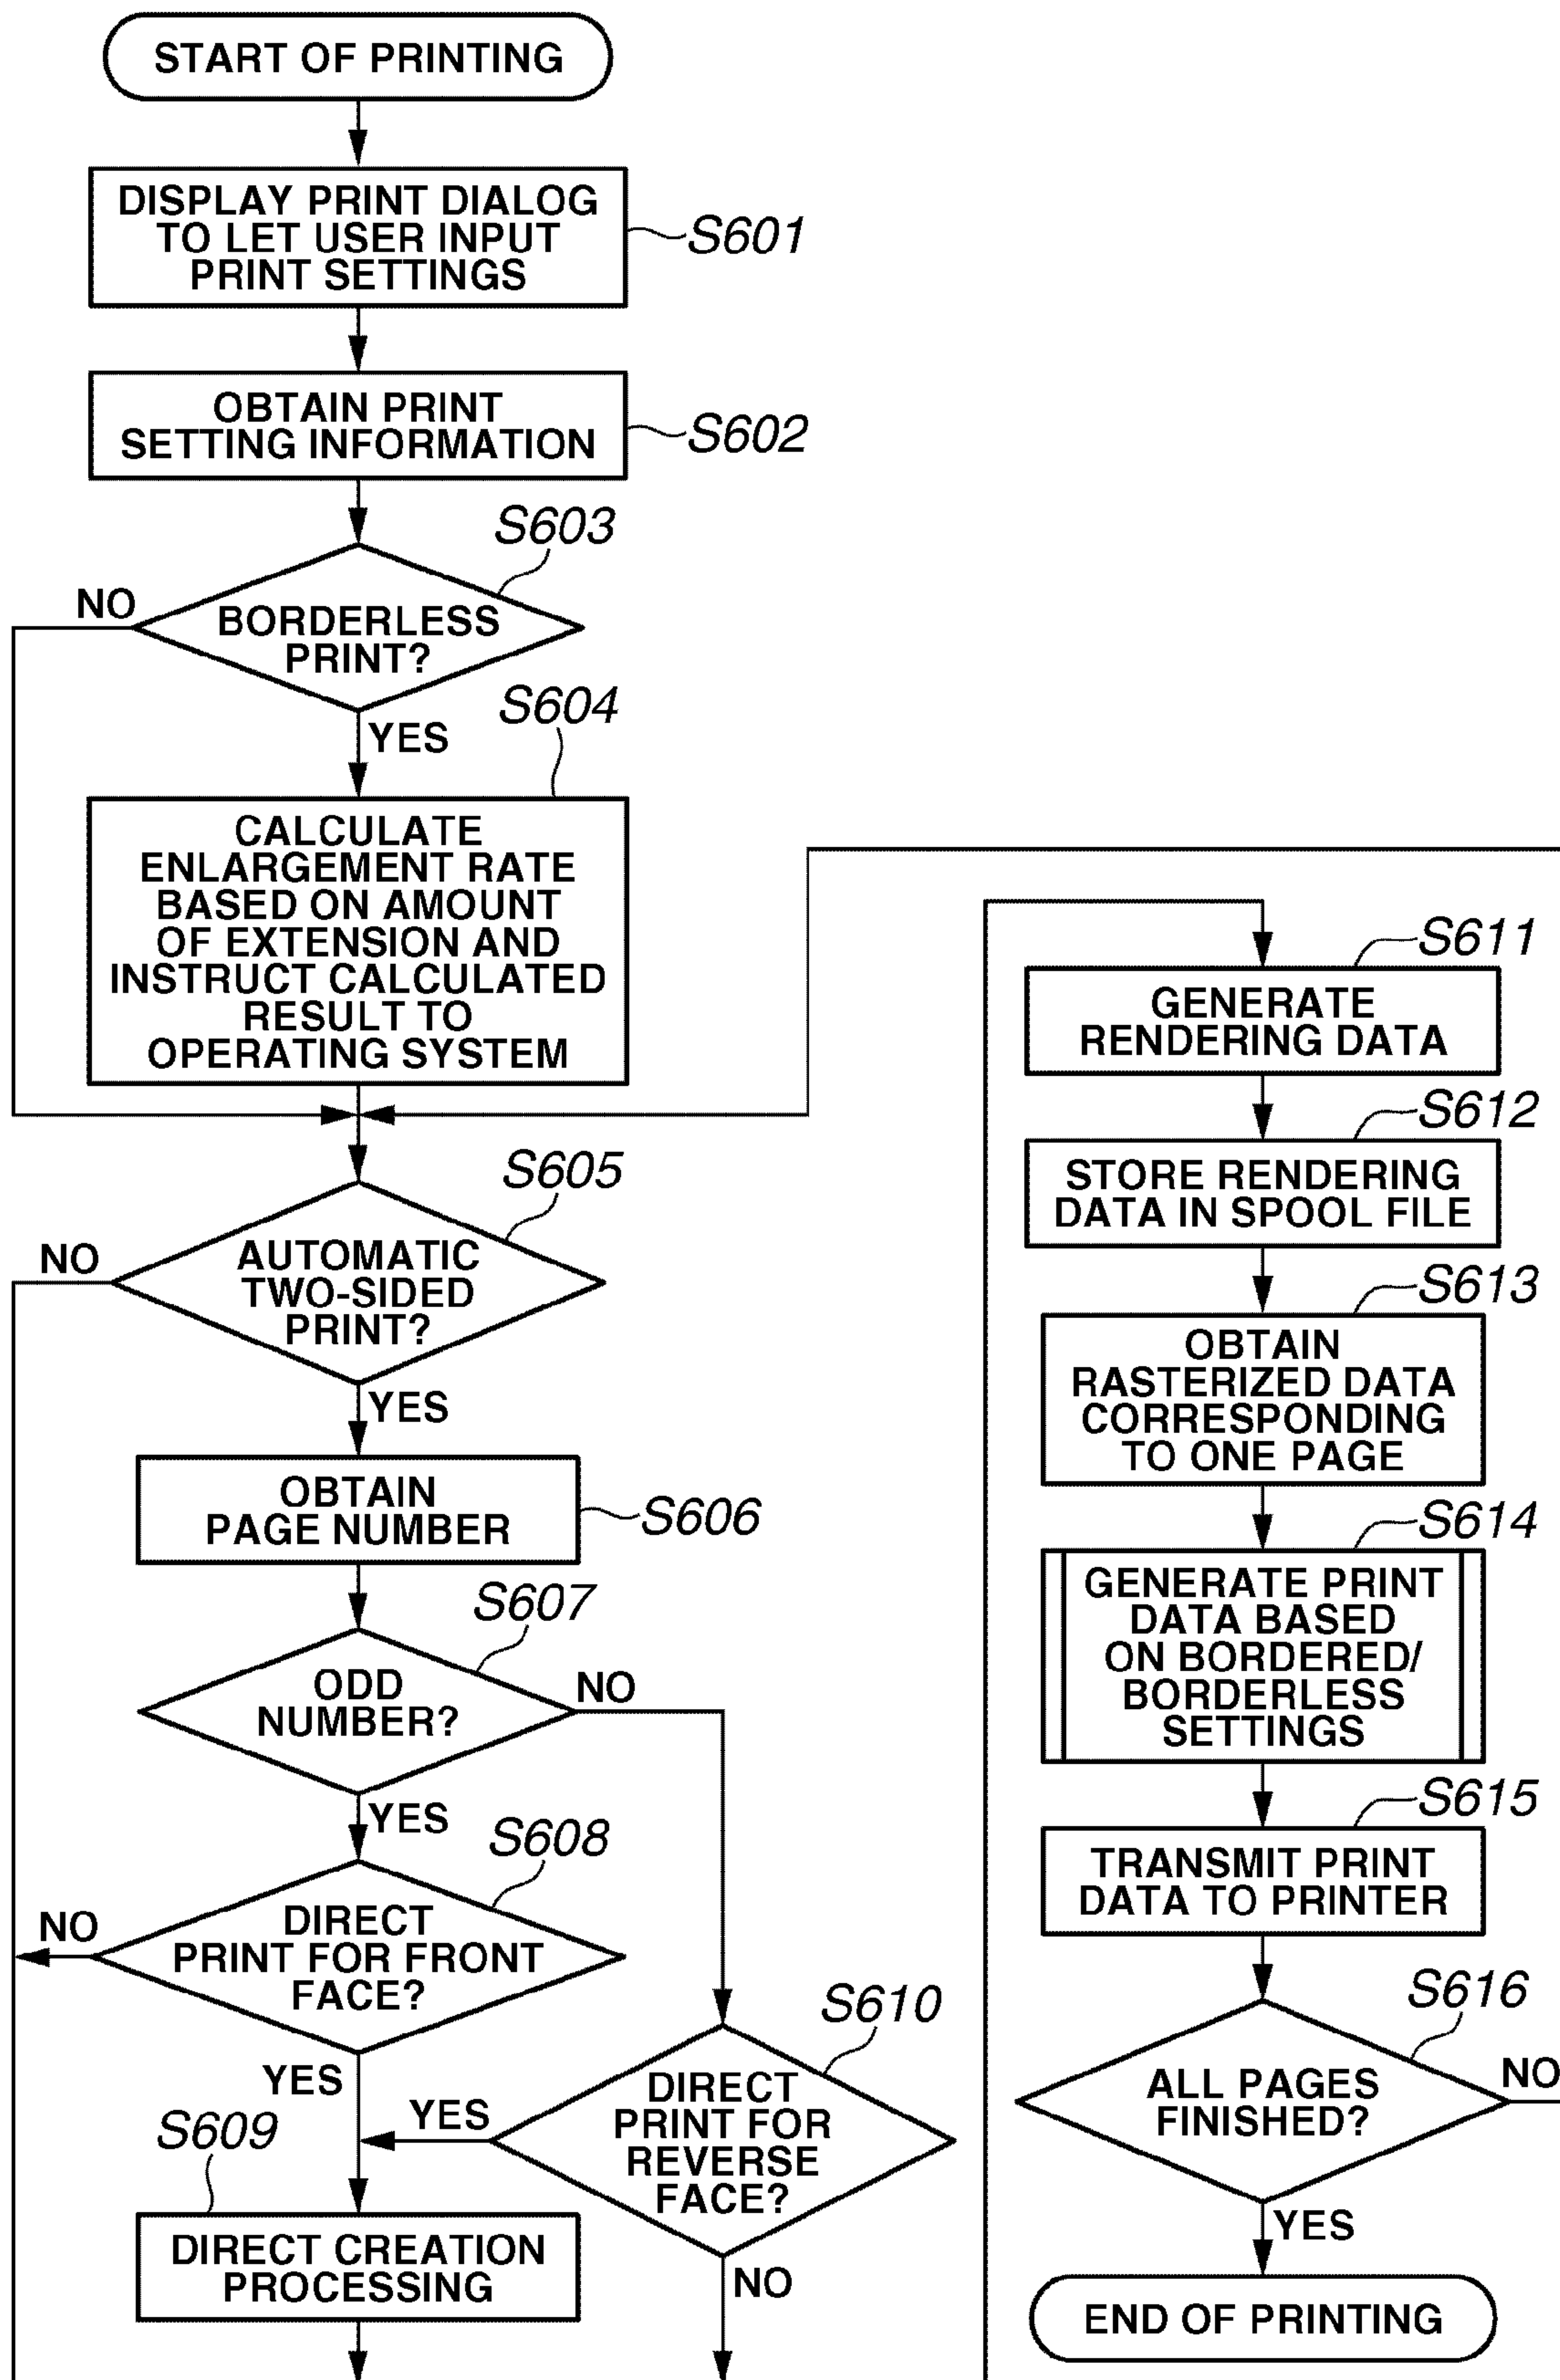 START OF PRINTING
DISPLAY PRINT DIALOG
TO LET USER INPUT
PRINT SETTINGS
S601
OBTAIN PRINT
SETTING INFORMATION
S602
S603
NO
BORDERLESS
PRINT?
YES
S604
CALCULATE
ENLARGEMENT RATE
BASED ON AMOUNT
OF EXTENSION AND
INSTRUCT CALCULATED
RESULT TO
OPERATING SYSTEM
S605
NO
AUTOMATIC
TWO-SIDED
PRINT?
YES
OBTAIN
PAGE NUMBER
S606
S607
ODD
NUMBER?
NO
YES
S608
NO
DIRECT
PRINT FOR FRONT
FACE?
YES
S610
DIRECT
PRINT FOR
REVERSE
FACE?
YES
NO
S609
DIRECT CREATION
PROCESSING
S611
GENERATE
RENDERING DATA
S612
STORE RENDERING
DATA IN SPOOL FILE
S613
OBTAIN
RASTERIZED DATA
CORRESPONDING
TO ONE PAGE
S614
GENERATE PRINT
DATA BASED
ON BORDERED/
BORDERLESS
SETTINGS
S615
TRANSMIT PRINT
DATA TO PRINTER
S616
ALL PAGES
FINISHED?
NO
YES
END OF PRINTING